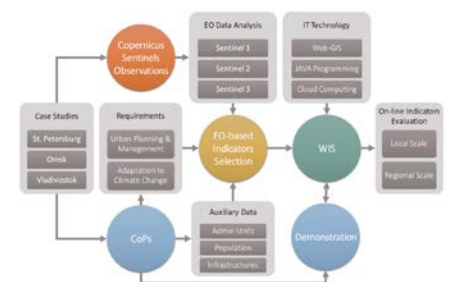 EO Data Analysis
Sentinel 1
Sentinel 2
Sentinel 3
IT Technology
Web-GIS
JAVA Programming
Cloud Computing
Copernicus
Sentinels
Observations
Case Studies
St. Petersburg
Omsk
Vladivostok
Requirements
Urban Planning &
Management
Adaptation to
Climate Change
EO-based
Indicators
Selection
WIS
On-line Indicators
Evaluation
Local Scale
Regional Scale
CoPs
Auxiliary Data
Admin Units
Population
Infrastructures
Demonstration